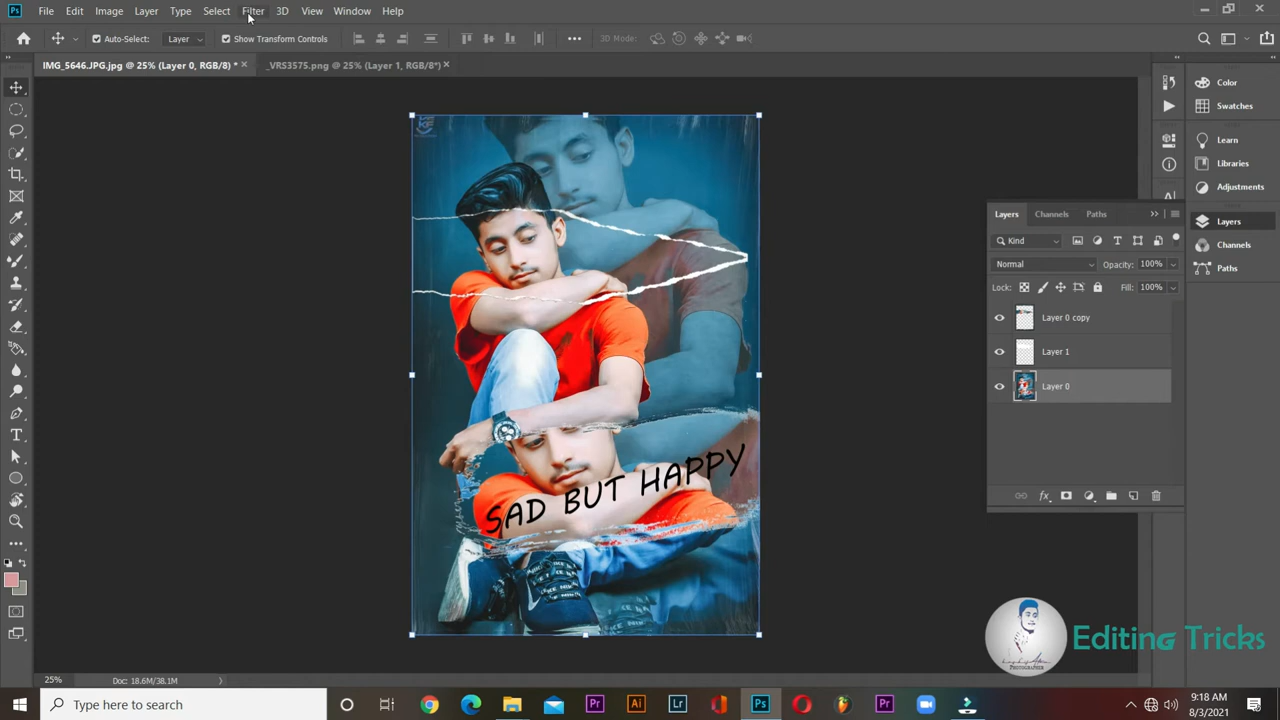 File Edit Image Layer Type Select Filter 3D View Window Help
Auto-Select: Layer Show Transform Controls 3D Mode:
IMG_5646.JPG.jpg @ 25% (Layer 0, RGB/8) * _VRS3575.png @ 25% (Layer 1, RGB/8*)
Color
Swatches
Learn
Libraries
Adjustments
Layers
Channels
Paths
Layers Channels Paths
Kind
Normal Opacity: 100%
Lock: Fill: 100%
Layer 0 copy
Layer 1
Layer 0
SAD BUT HAPPY
PHOTOGRAPHER
Editing Tricks
25% Doc: 18.6M/38.1M
Type here to search
9:18 AM
8/3/2021